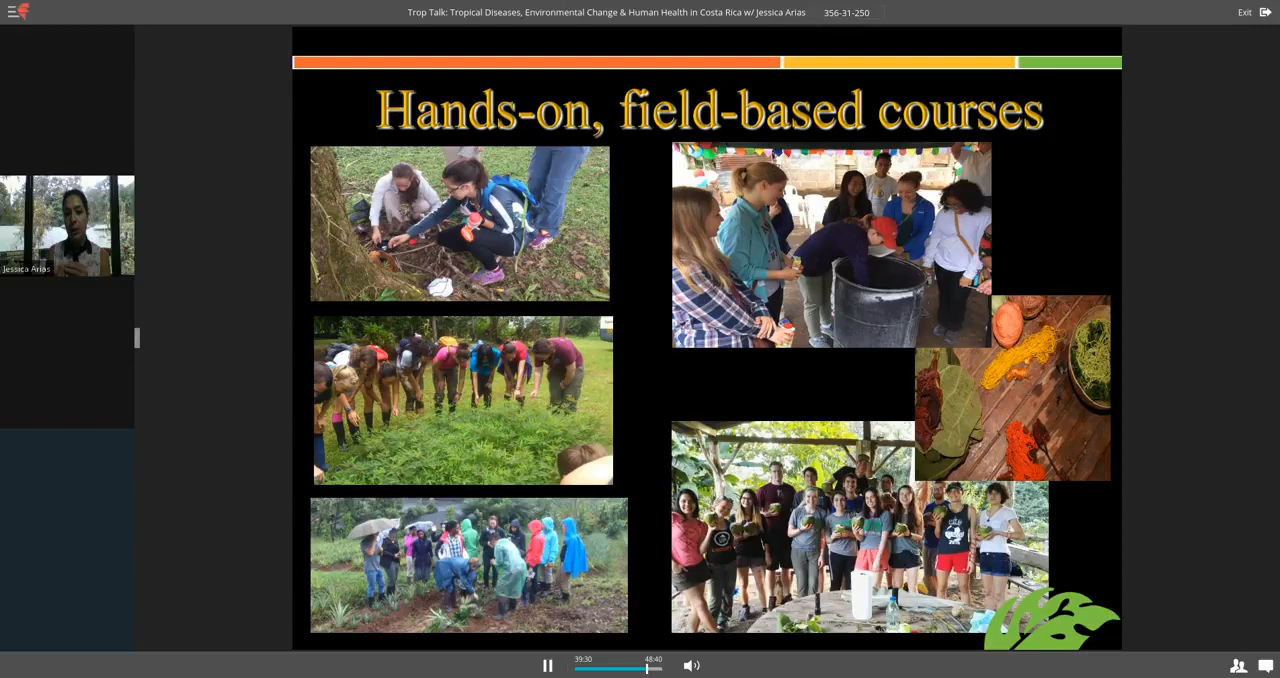 Trop Talk: Tropical Diseases, Environmental Change & Human Health in Costa Rica w/ Jessica Arias 356-31-250 Exit
Hands-on, field-based courses
Jessica Arias
39:30 48:40